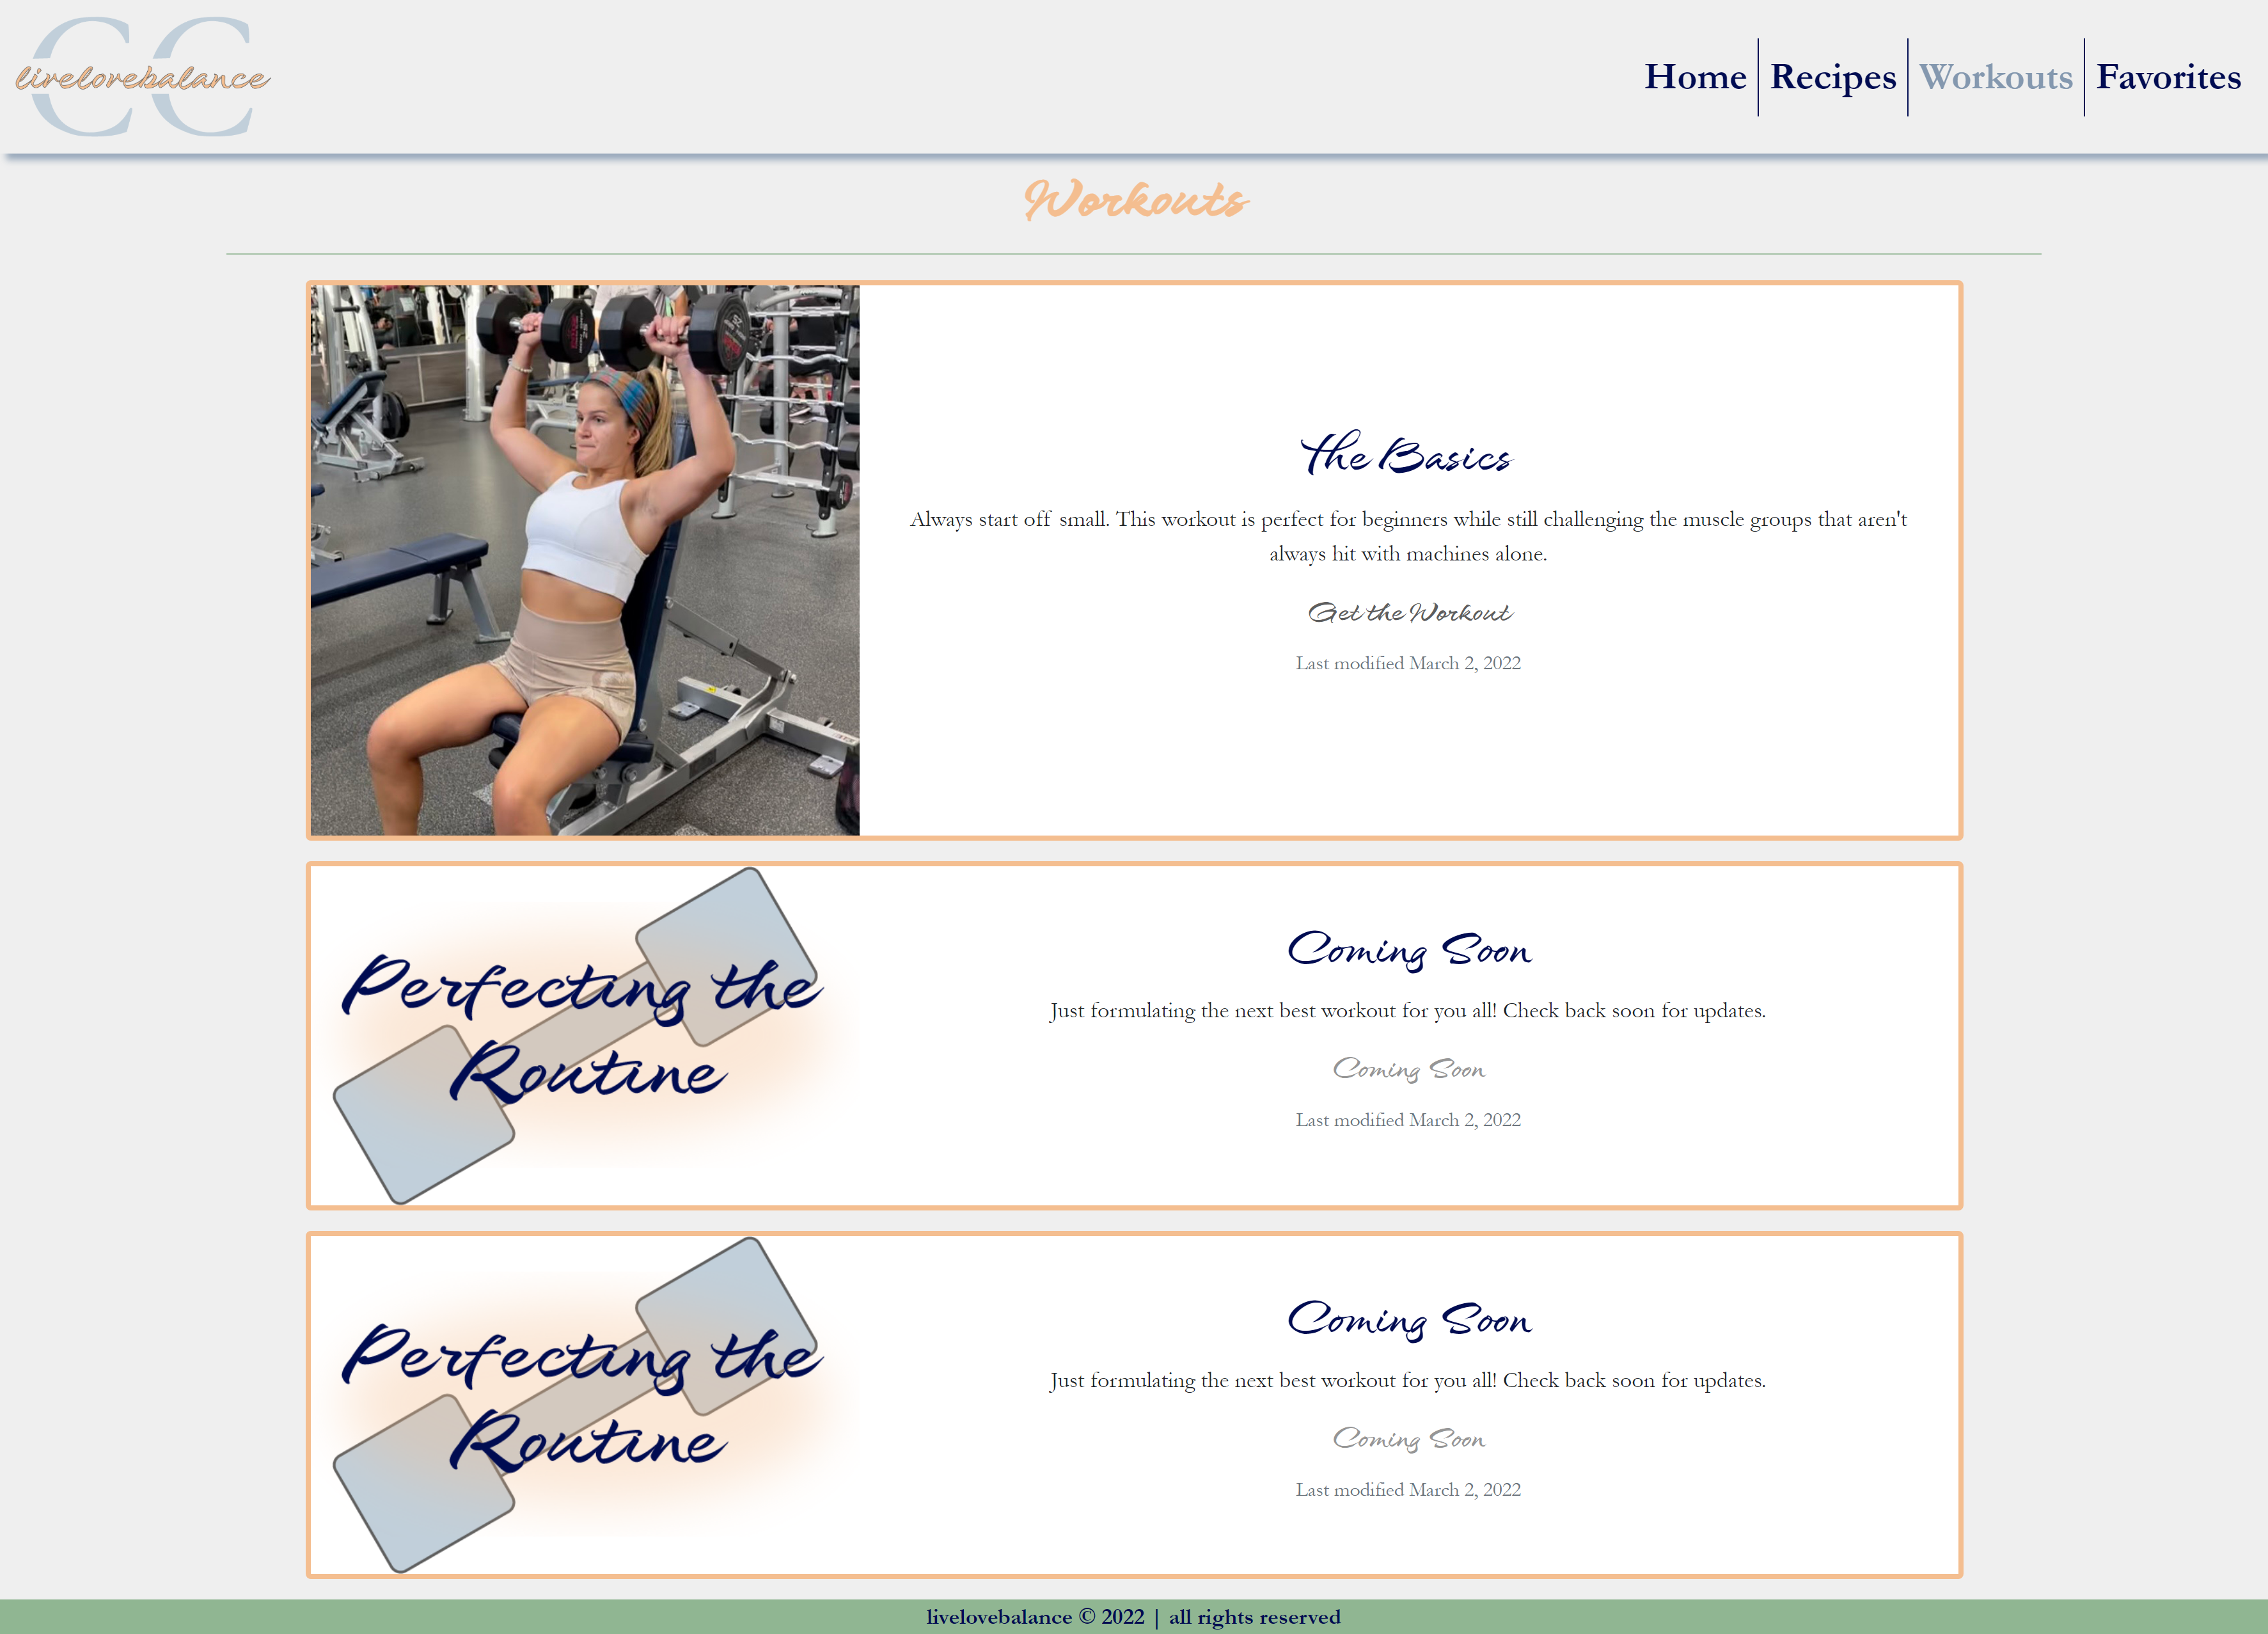 CC
livelovebalance
Home
Recipes
Workouts
Favorites
Workouts
The Basics
Always start off small. This workout is perfect for beginners while still challenging the muscle groups that aren't
always hit with machines alone.
Get the Workout
Last modified March 2, 2022
Perfecting the
Routine
Coming Soon
Just formulating the next best workout for you all! Check back soon for updates.
Coming Soon
Last modified March 2, 2022
Perfecting the
Routine
Coming Soon
Just formulating the next best workout for you all! Check back soon for updates.
Coming Soon
Last modified March 2, 2022
livelovebalance © 2022 | all rights reserved